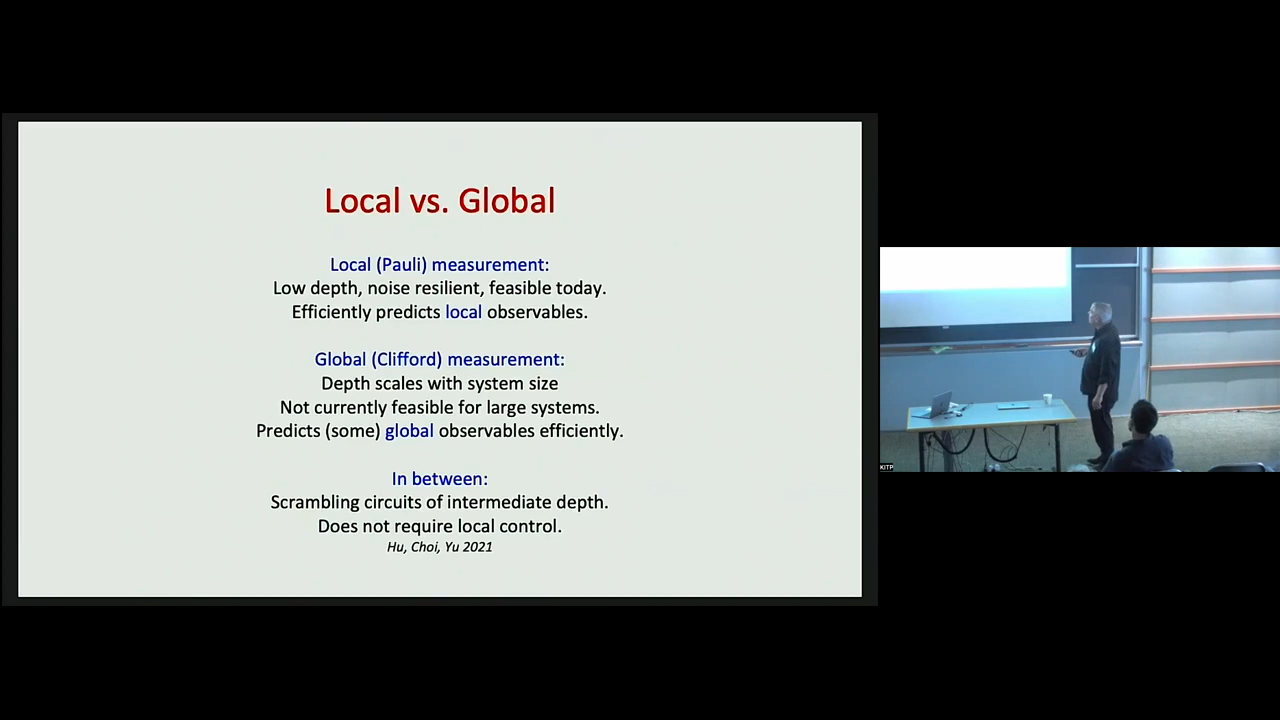 Local vs. Global
Local (Pauli) measurement:
Low depth, noise resilient, feasible today.
Efficiently predicts local observables.
Global (Clifford) measurement:
Depth scales with system size
Not currently feasible for large systems.
Predicts (some) global observables efficiently.
In between:
Scrambling circuits of intermediate depth.
Does not require local control.
Hu, Choi, Yu 2021
KITP